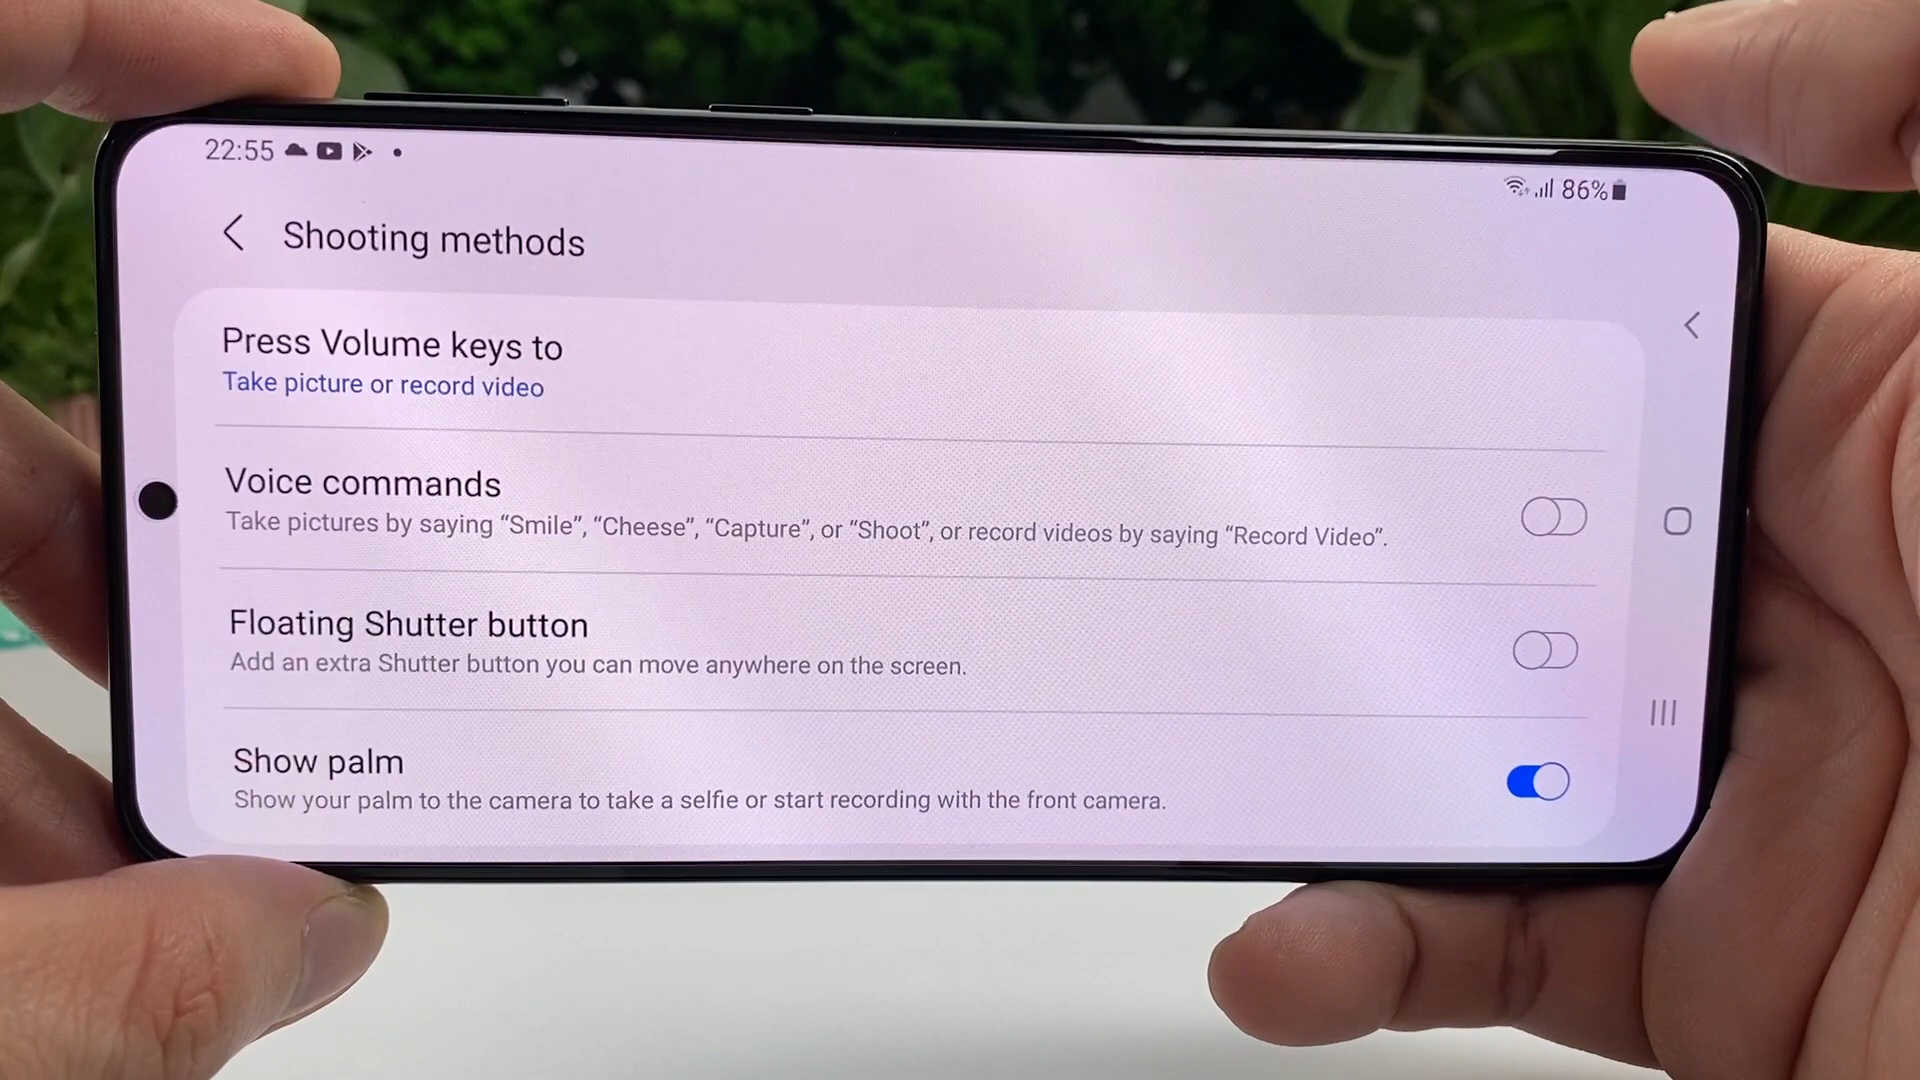 22:55
86%
Shooting methods
Press Volume keys to
Take picture or record video
Voice commands
Take pictures by saying “Smile”, “Cheese”, “Capture”, or “Shoot”, or record videos by saying “Record Video”.
Floating Shutter button
Add an extra Shutter button you can move anywhere on the screen.
Show palm
Show your palm to the camera to take a selfie or start recording with the front camera.